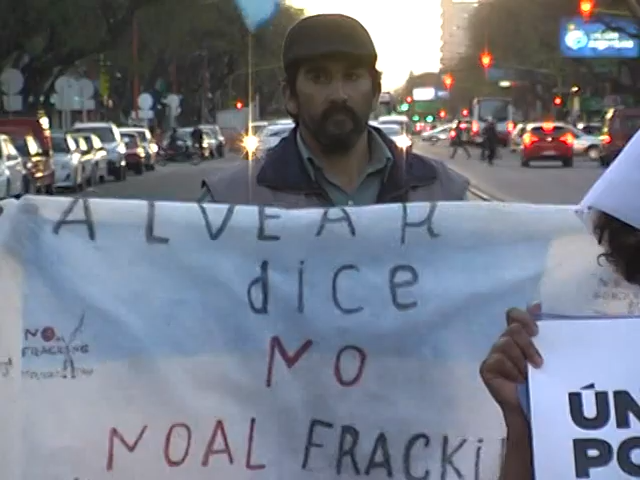 ALVEAR
dice
NO
NO AL FRACKI
NO
FRACKING
ÚN
PO